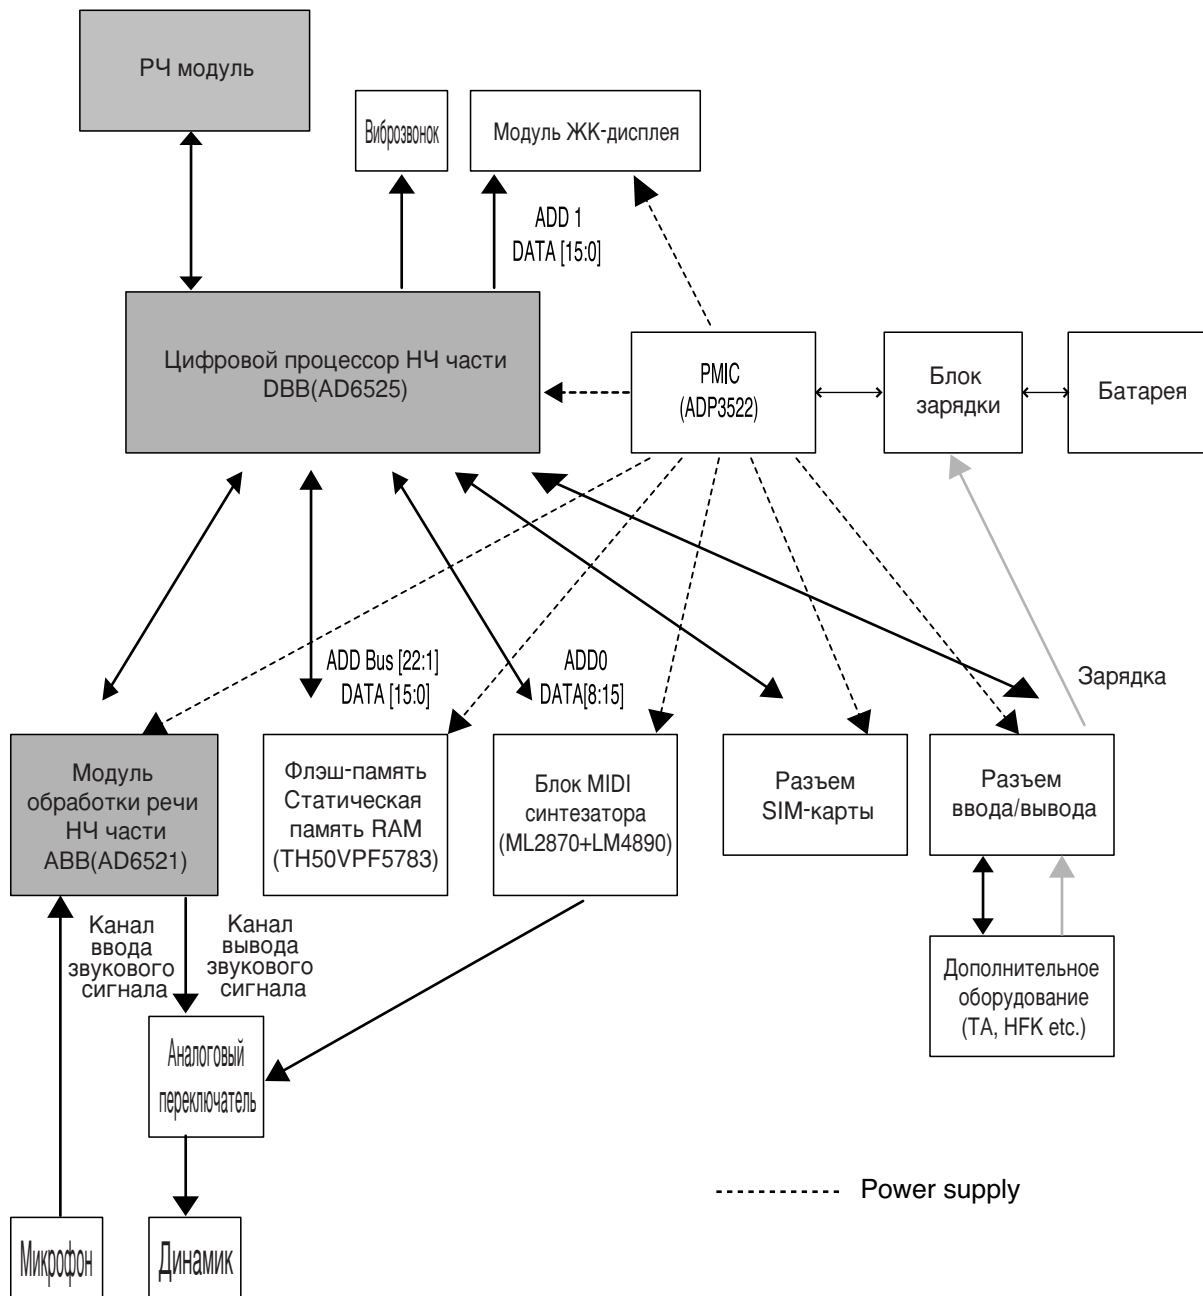 РЧ модуль
Виброзвонок
Модуль ЖК-дисплея
ADD 1
DATA [15:0]
Цифровой процессор НЧ части
DBB(AD6525)
PMIC
(ADP3522)
Блок
зарядки
Батарея
ADD Bus [22:1]
DATA [15:0]
ADD0
DATA[8:15]
Зарядка
Модуль
обработки речи
НЧ части
ABB(AD6521)
Флэш-память
Статическая
память RAM
(TH50VPF5783)
Блок MIDI
синтезатора
(ML2870+LM4890)
Разъем
SIM-карты
Разъем
ввода/вывода
Канал
ввода
звукового
сигнала
Канал
вывода
звукового
сигнала
Дополнительное
оборудование
(TA, HFK etc.)
Аналоговый
переключатель
Power supply
Микрофон
Динамик